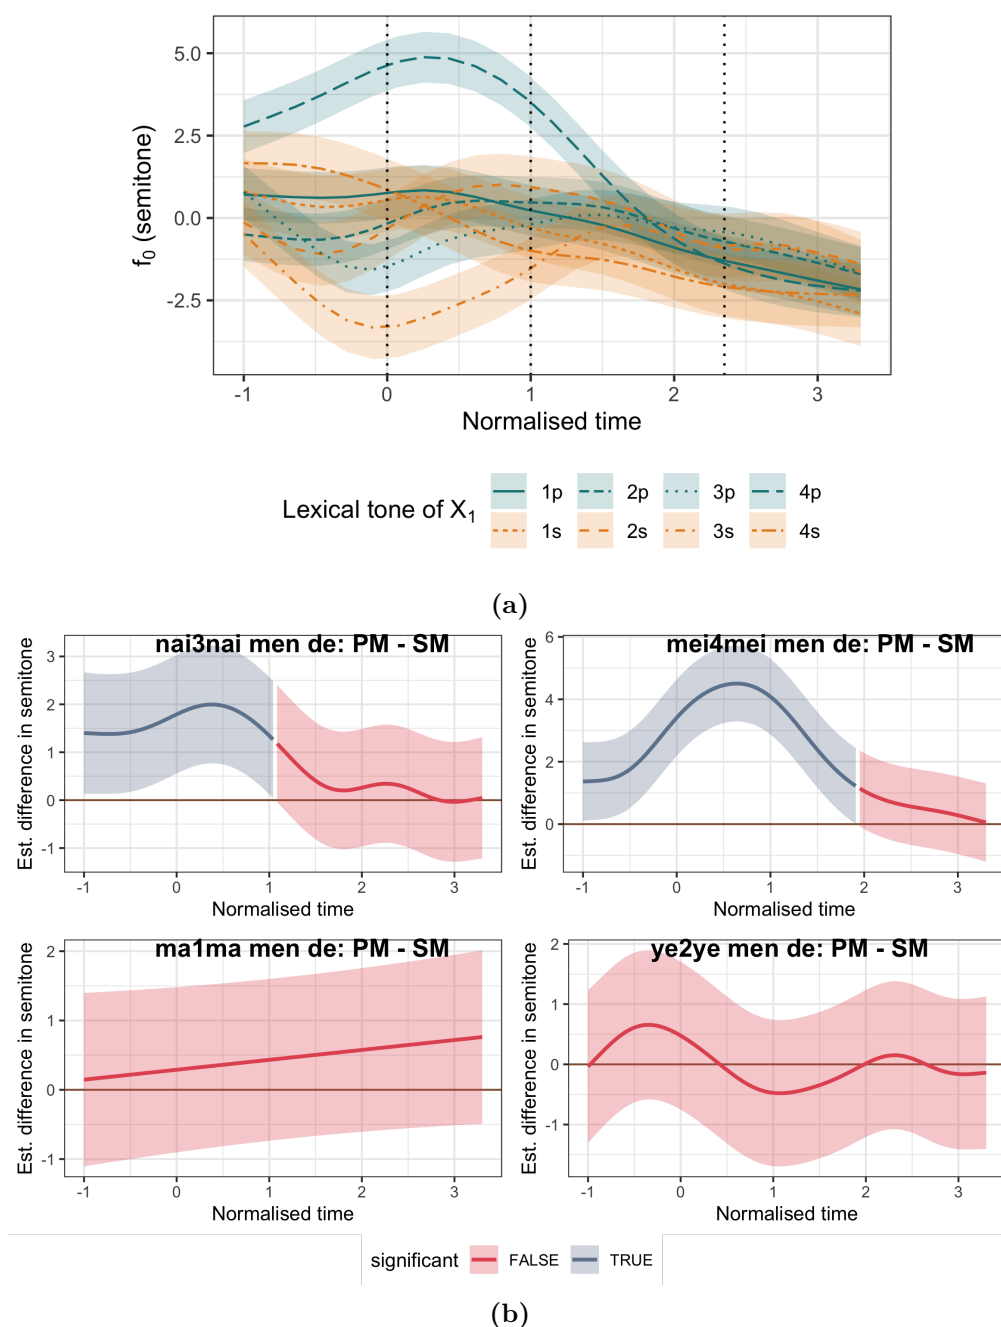 5.0
2.5
0.0
-2.5
f0 (semitone)
-1 0 1 2 3
Normalised time
Lexical tone of X1
1p 2p 3p 4p
1s 2s 3s 4s
(a)
nai3nai men de: PM - SM
Est. difference in semitone
3
2
1
0
-1
-1 0 1 2 3
Normalised time
mei4mei men de: PM - SM
Est. difference in semitone
6
4
2
0
-1 0 1 2 3
Normalised time
ma1ma men de: PM - SM
Est. difference in semitone
2
1
0
-1
-1 0 1 2 3
Normalised time
ye2ye men de: PM - SM
Est. difference in semitone
2
1
0
-1
-1 0 1 2 3
Normalised time
significant FALSE TRUE
(b)